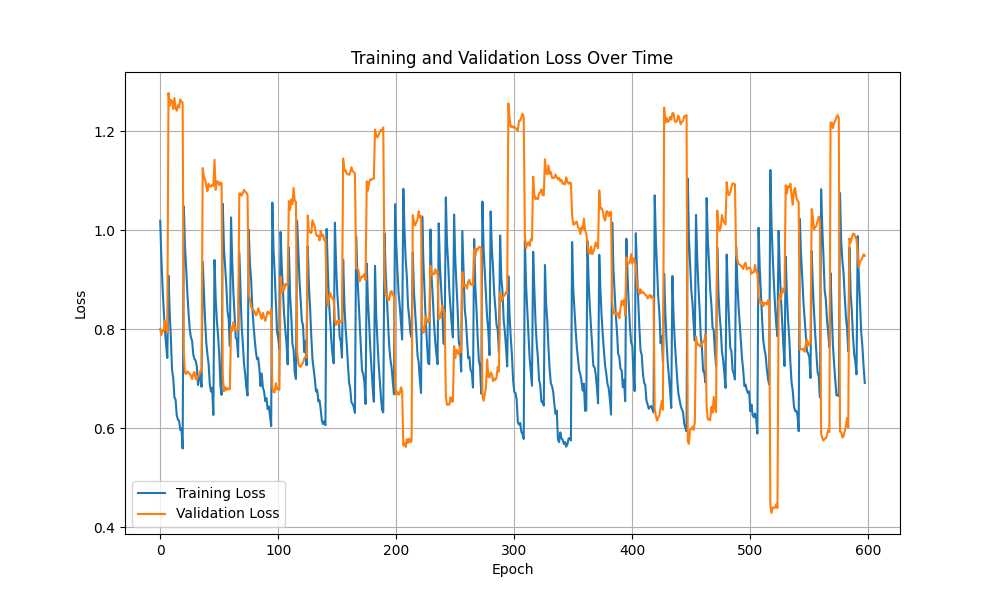 Training and Validation Loss Over Time
Loss
1.2
1.0
0.8
0.6
0.4
Training Loss
Validation Loss
0 100 200 300 400 500 600
Epoch